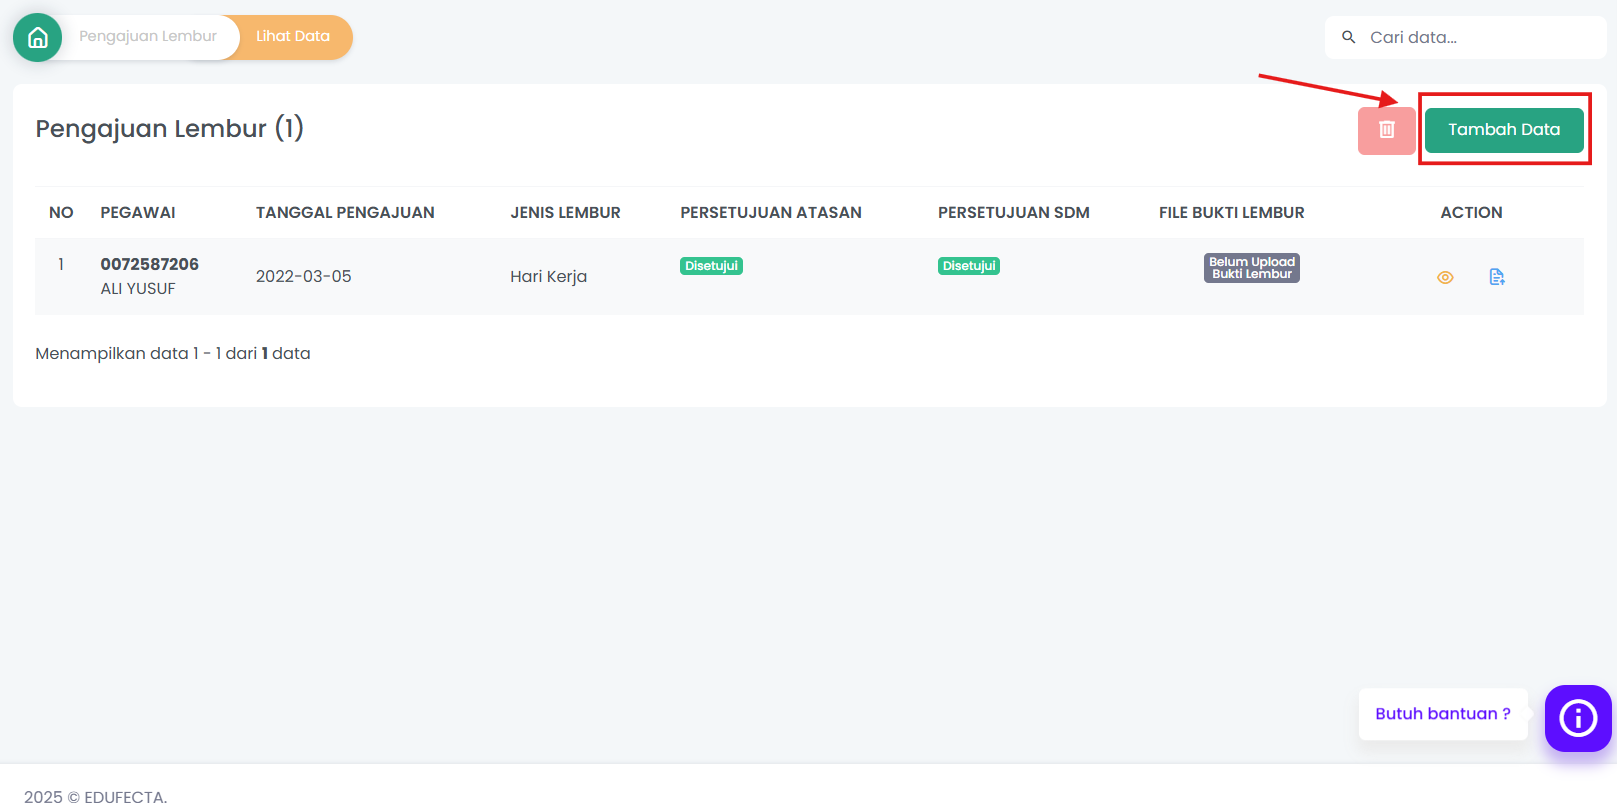 Pengajuan Lembur Lihat Data
Cari data...
Pengajuan Lembur (1)
Tambah Data
NO PEGAWAI TANGGAL PENGAJUAN JENIS LEMBUR PERSETUJUAN ATASAN PERSETUJUAN SDM FILE BUKTI LEMBUR ACTION
1 0072587206 2022-03-05 Hari Kerja Disetujui Disetujui Belum Upload
ALI YUSUF Bukti Lembur
Menampilkan data 1 - 1 dari 1 data
Butuh bantuan ?
2025 © EDUFECTA.